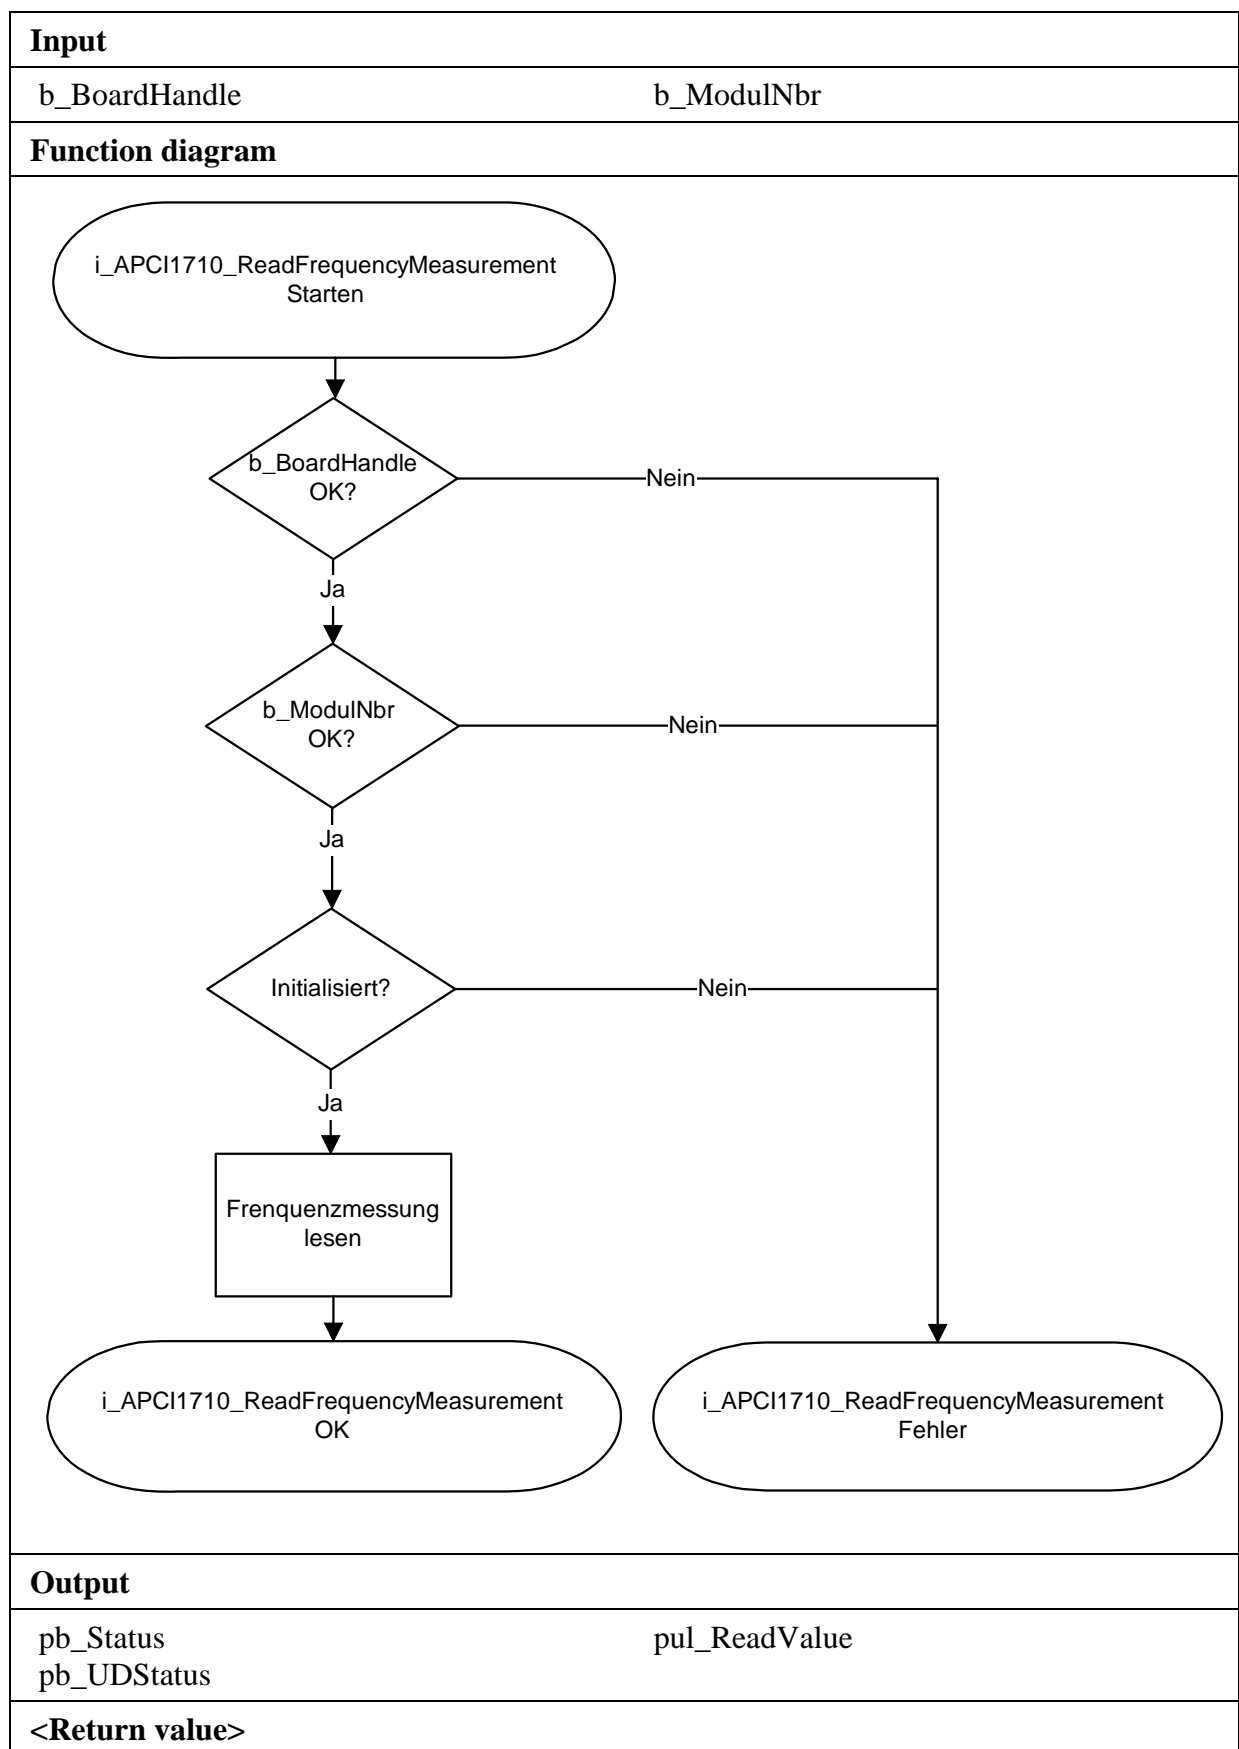 Input
b_BoardHandle b_ModulNbr
Function diagram
i_APCI1710_ReadFrequencyMeasurement
Starten
b_BoardHandle
OK?
Nein
Ja
b_ModulNbr
OK?
Nein
Ja
Initialisiert?
Nein
Ja
Frenquenzmessung
lesen
i_APCI1710_ReadFrequencyMeasurement
OK
i_APCI1710_ReadFrequencyMeasurement
Fehler
Output
pb_Status pul_ReadValue
pb_UDStatus
<Return value>